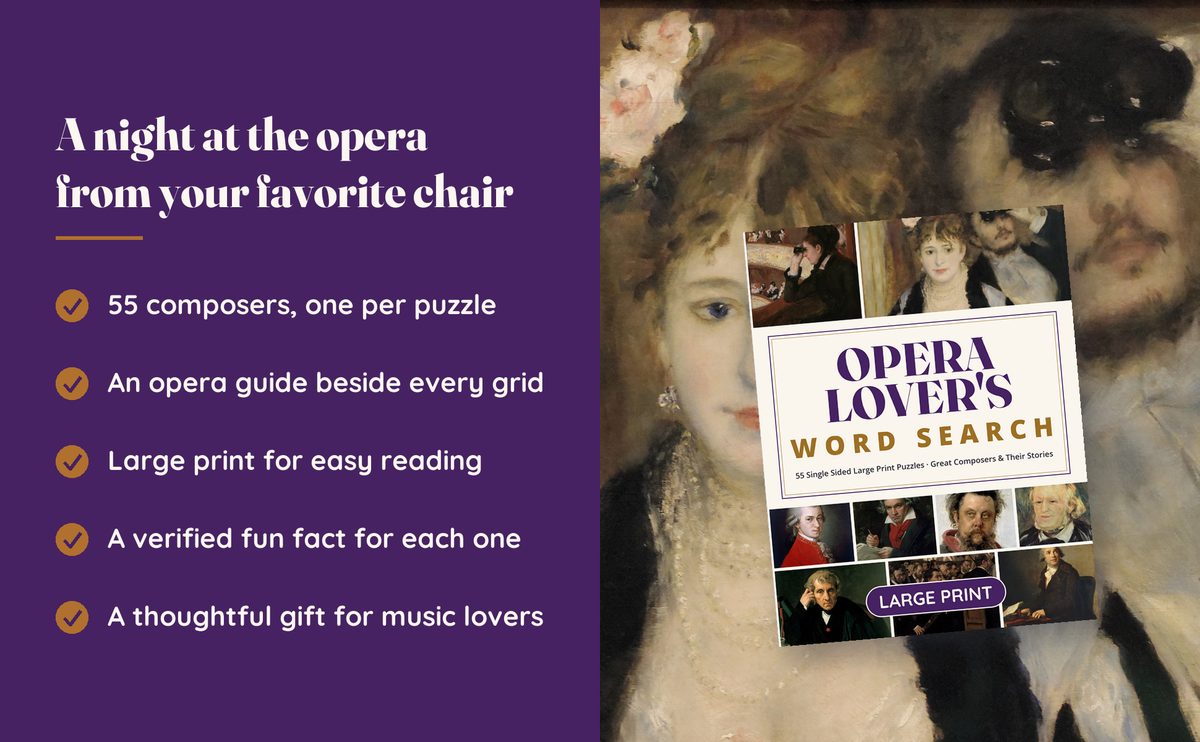 A night at the opera
from your favorite chair
55 composers, one per puzzle
An opera guide beside every grid
Large print for easy reading
A verified fun fact for each one
A thoughtful gift for music lovers
OPERA
LOVER'S
WORD SEARCH
55 Single Sided Large Print Puzzles · Great Composers & Their Stories
LARGE PRINT